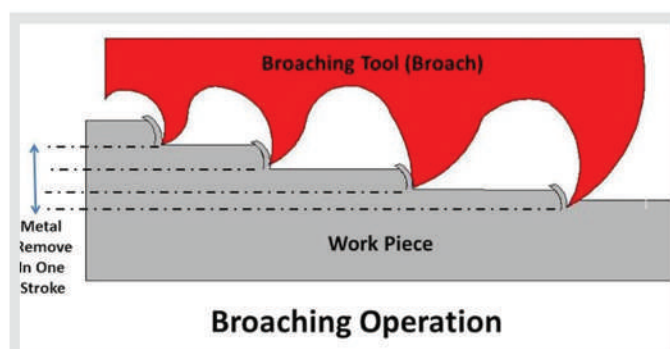 Broaching Tool (Broach)
Metal
Remove
In One
Stroke
Work Piece
Broaching Operation